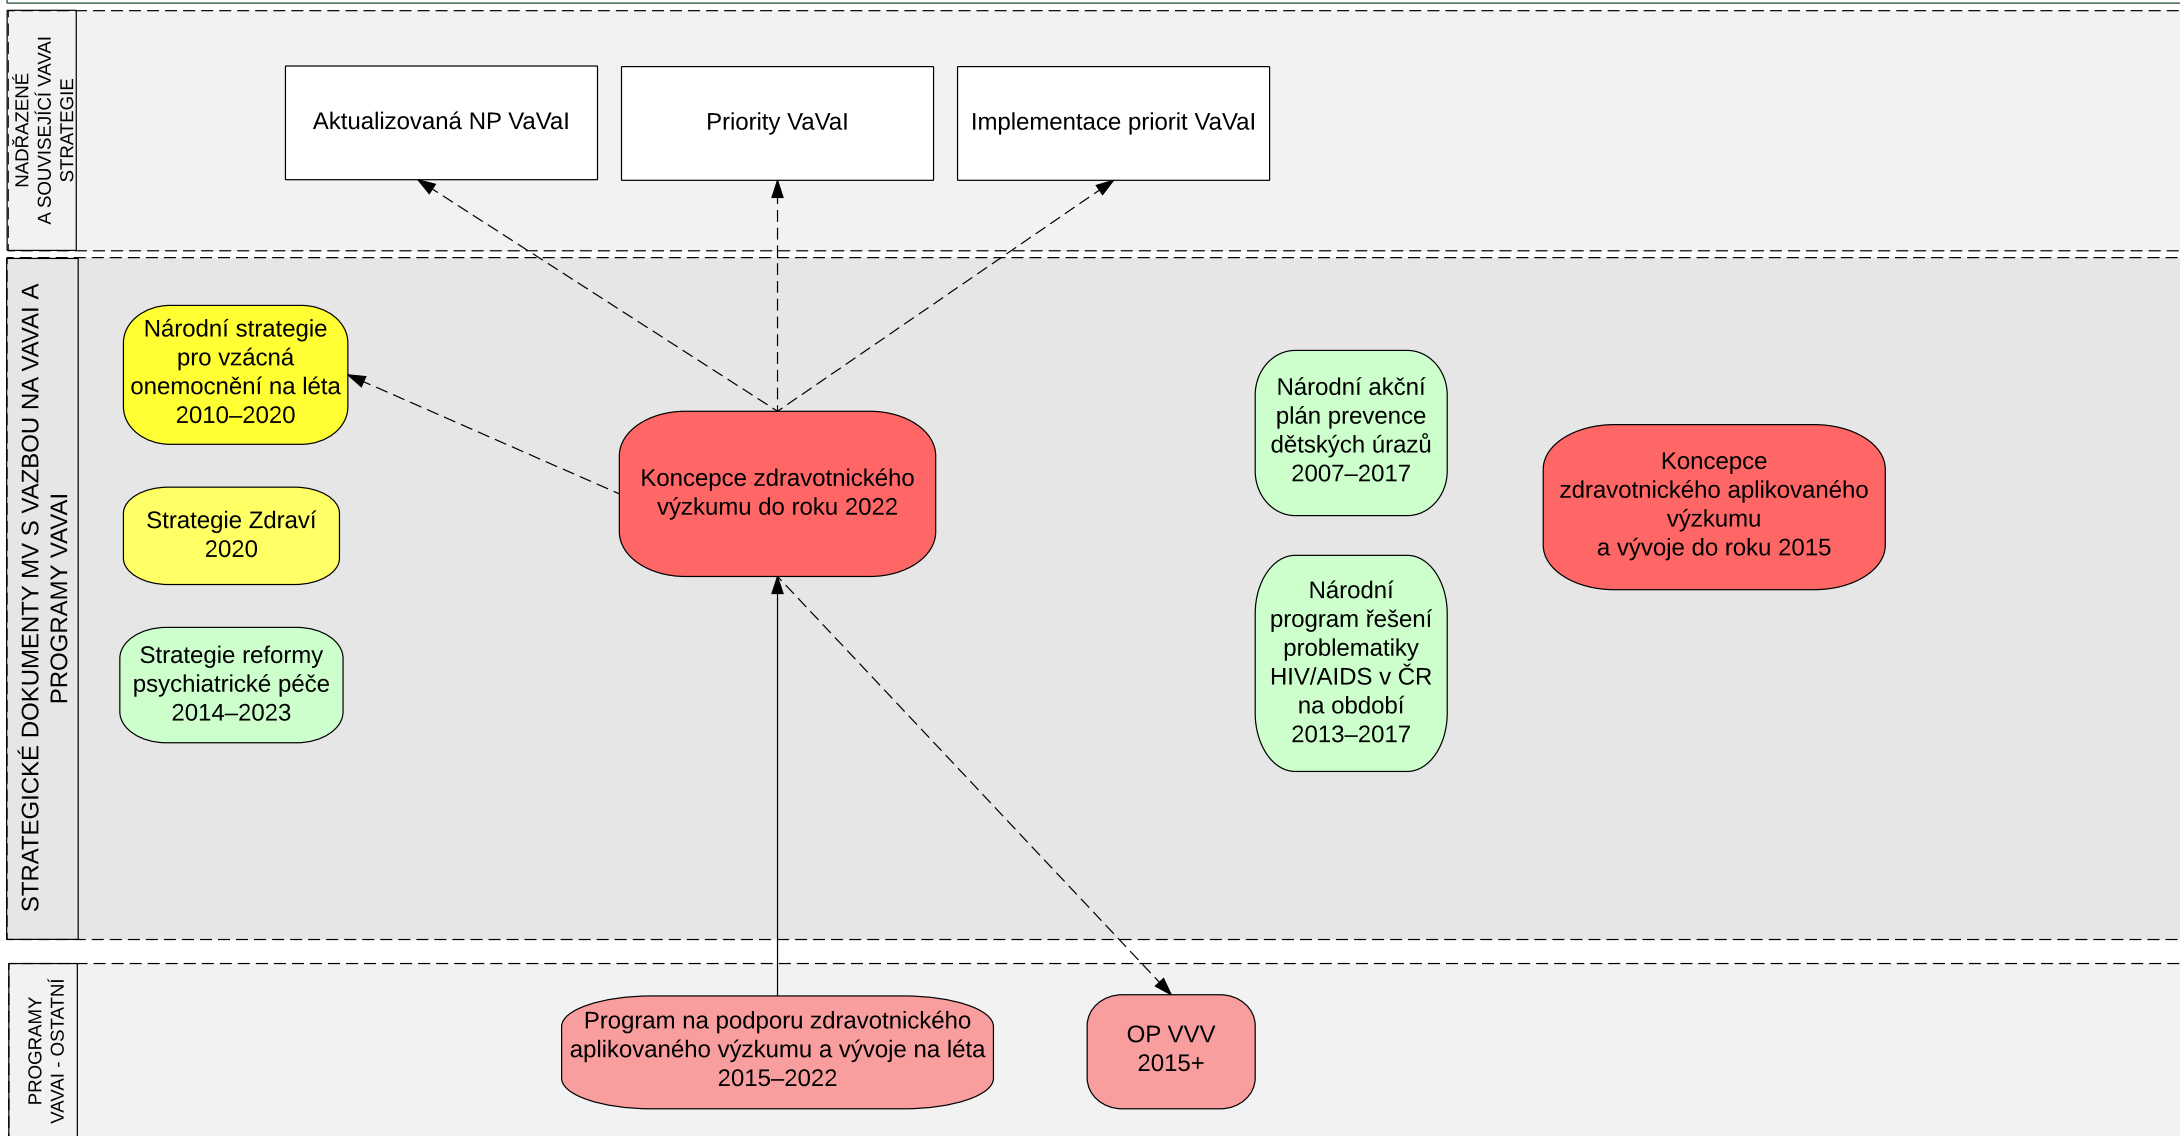 NADŘAZENÉ
A SOUVISEJÍCÍ VAVAI
STRATEGIE
Aktualizovaná NP VaVaI
Priority VaVaI
Implementace priorit VaVaI
STRATEGICKÉ DOKUMENTY MV S VAZBOU NA VAVAI A
PROGRAMY VAVAI
Národní strategie
pro vzácná
onemocnění na léta
2010–2020
Strategie Zdraví
2020
Strategie reformy
psychiatrické péče
2014–2023
Koncepce zdravotnického
výzkumu do roku 2022
Národní akční
plán prevence
dětských úrazů
2007–2017
Národní
program řešení
problematiky
HIV/AIDS v ČR
na období
2013–2017
Koncepce
zdravotnického aplikovaného
výzkumu
a vývoje do roku 2015
PROGRAMY
VAVAI - OSTATNÍ
Program na podporu zdravotnického
aplikovaného výzkumu a vývoje na léta
2015–2022
OP VVV
2015+